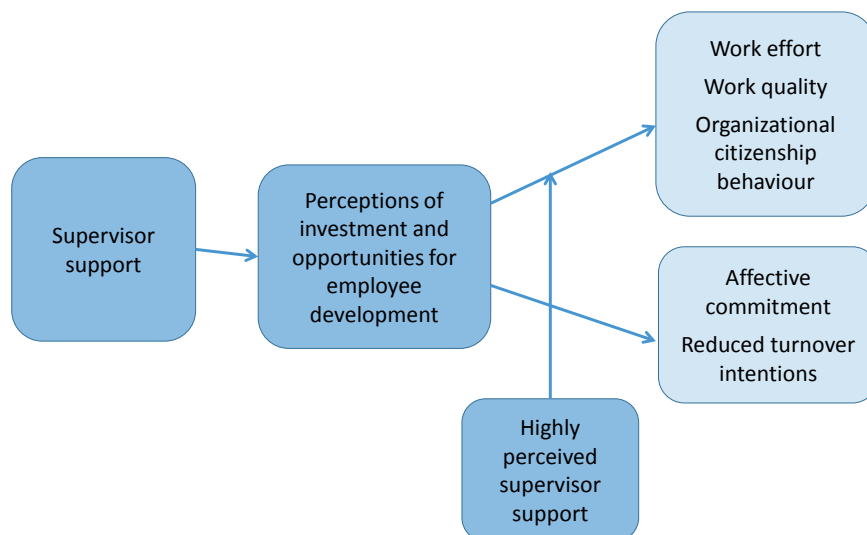 Supervisor
support
Perceptions of
investment and
opportunities for
employee
development
Work effort
Work quality
Organizational
citizenship
behaviour
Affective
commitment
Reduced turnover
intentions
Highly
perceived
supervisor
support